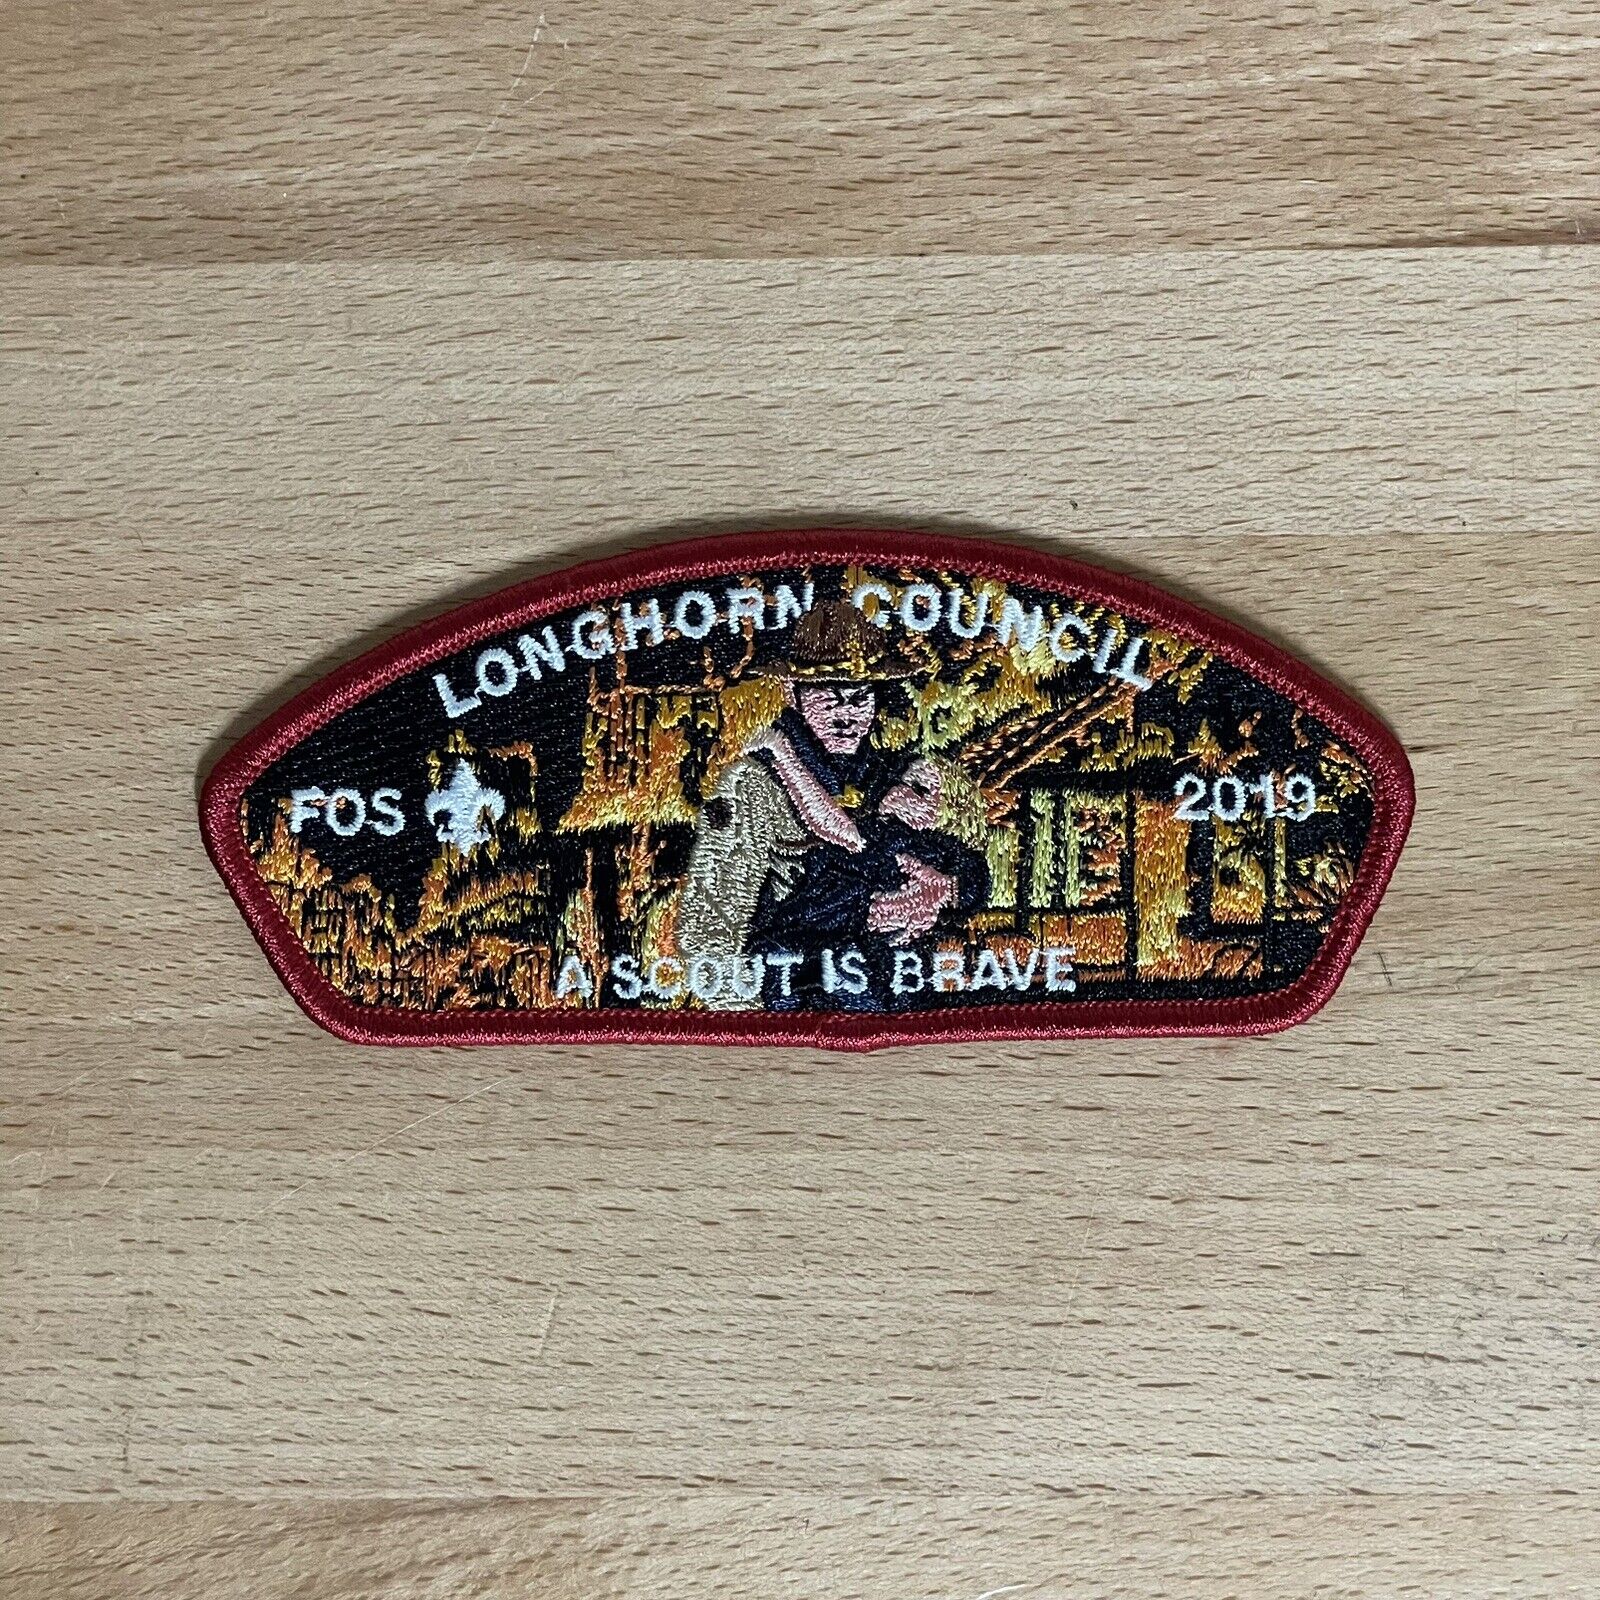 LONGHORN COUNCIL
FOS 2019
A SCOUT IS BRAVE